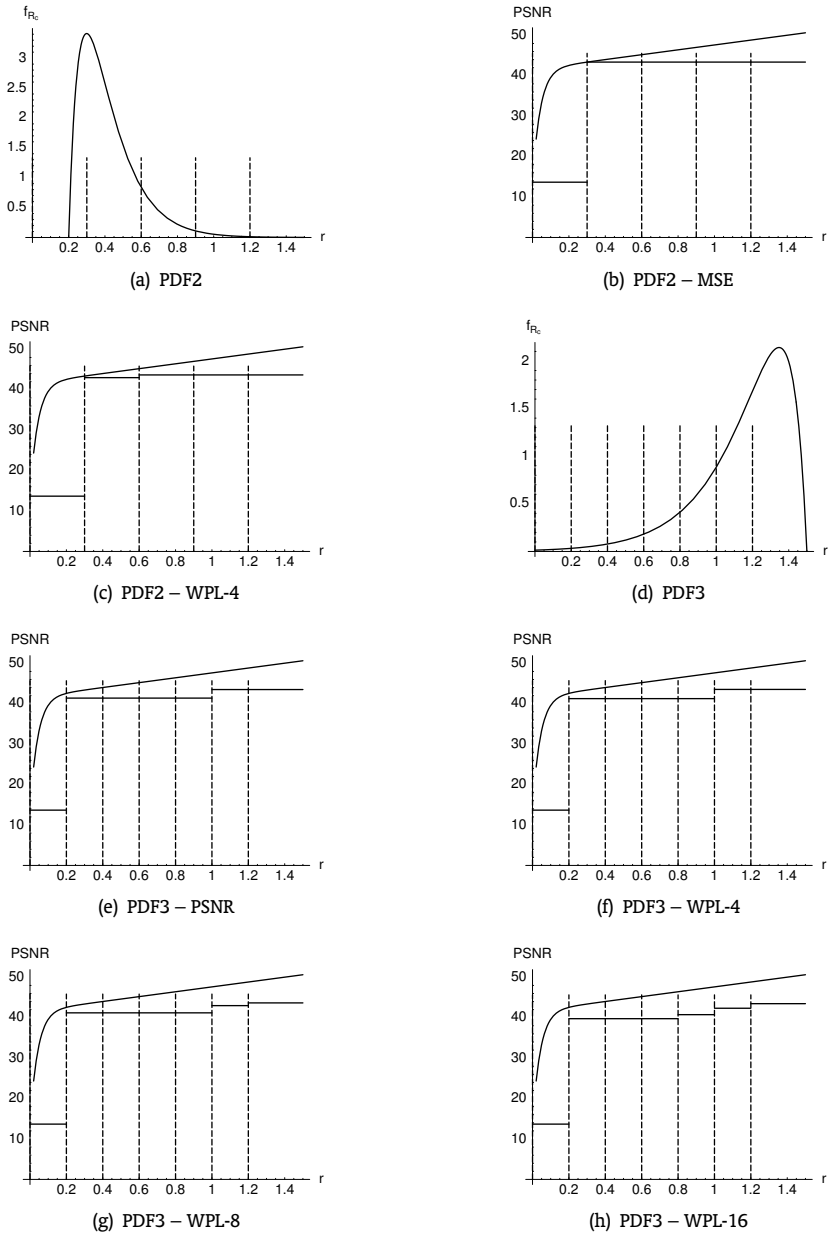 f_{R_c}
3
2.5
2
1.5
1
0.5
0.2 0.4 0.6 0.8 1 1.2 1.4 r
(a) PDF2
PSNR
50
40
30
20
10
0.2 0.4 0.6 0.8 1 1.2 1.4 r
(b) PDF2 – MSE
PSNR
50
40
30
20
10
0.2 0.4 0.6 0.8 1 1.2 1.4 r
(c) PDF2 – WPL-4
f_{R_c}
2
1.5
1
0.5
0.2 0.4 0.6 0.8 1 1.2 1.4 r
(d) PDF3
PSNR
50
40
30
20
10
0.2 0.4 0.6 0.8 1 1.2 1.4 r
(e) PDF3 – PSNR
PSNR
50
40
30
20
10
0.2 0.4 0.6 0.8 1 1.2 1.4 r
(f) PDF3 – WPL-4
PSNR
50
40
30
20
10
0.2 0.4 0.6 0.8 1 1.2 1.4 r
(g) PDF3 – WPL-8
PSNR
50
40
30
20
10
0.2 0.4 0.6 0.8 1 1.2 1.4 r
(h) PDF3 – WPL-16